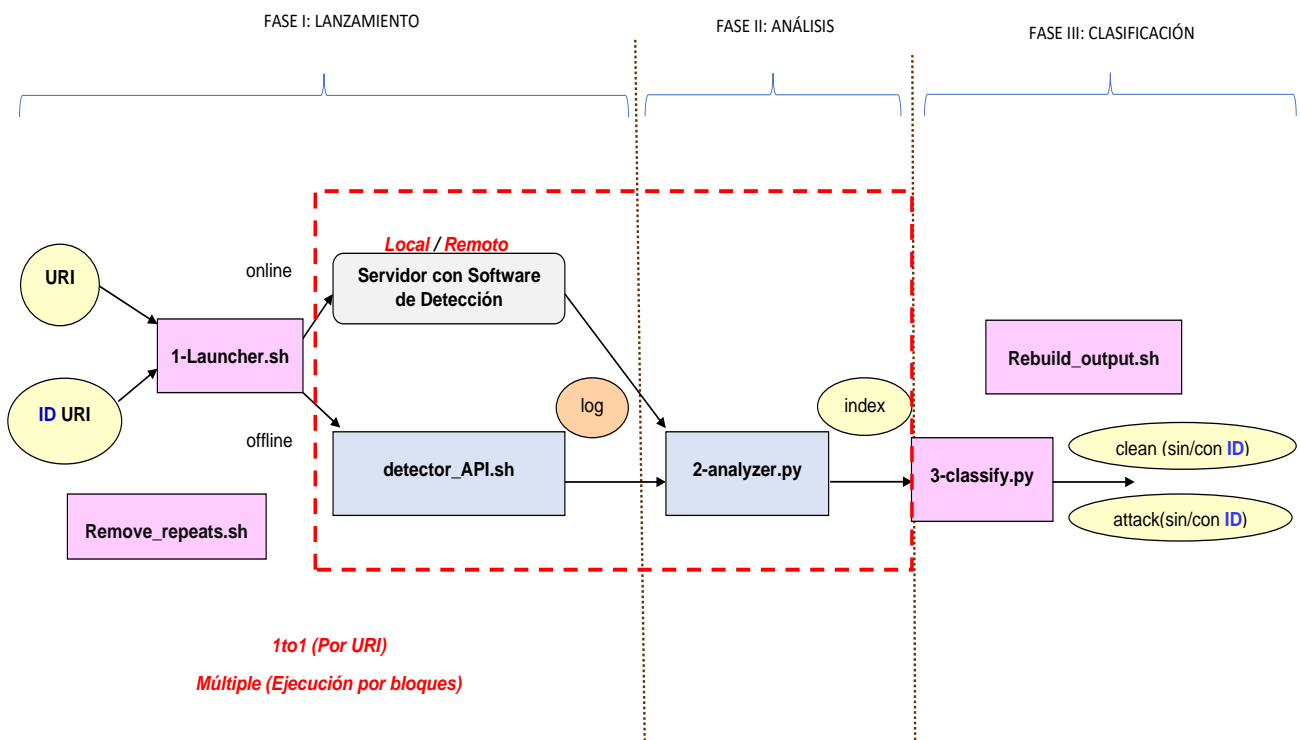 FASE I: LANZAMIENTO
FASE II: ANÁLISIS
FASE III: CLASIFICACIÓN
Local / Remoto
online
Servidor con Software
de Detección
URI
1-Launcher.sh
Rebuild_output.sh
ID URI
log
index
offline
clean (sin/con ID)
detector_API.sh
2-analyzer.py
3-classify.py
attack(sin/con ID)
Remove_repeats.sh
1to1 (Por URI)
Múltiple (Ejecución por bloques)